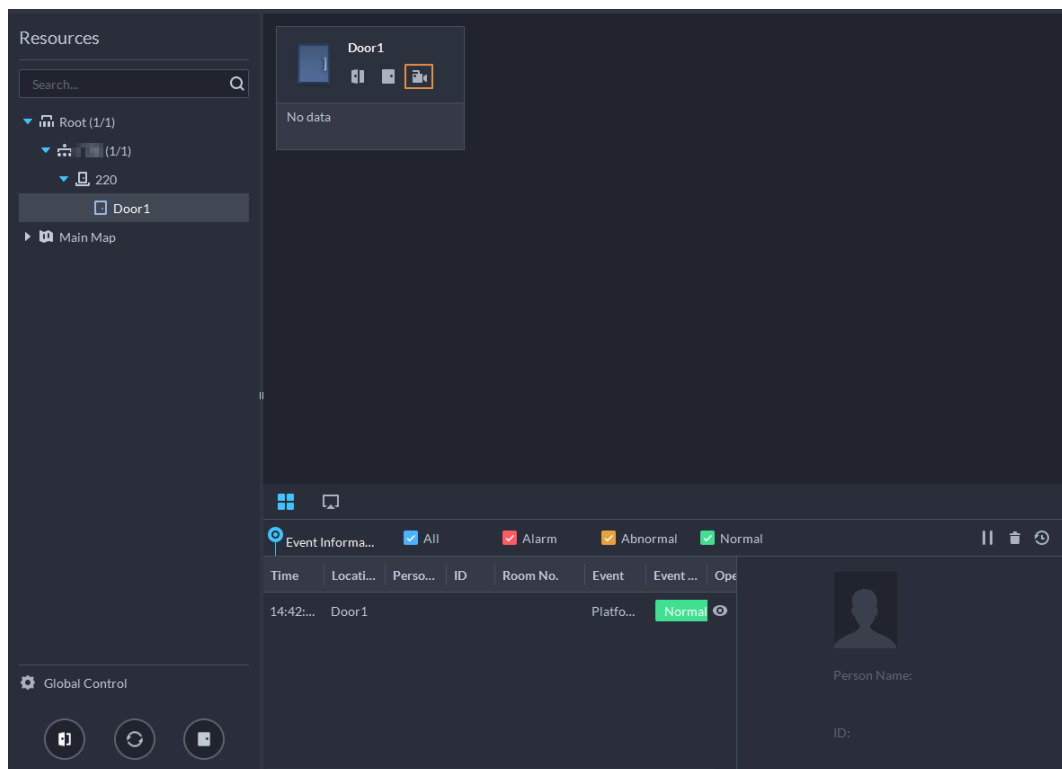 Resources
Search...
Root (1/1)
(1/1)
220
Door1
Main Map
Global Control
Door1
No data
Event Informa... All Alarm Abnormal Normal
Time Locati... Perso... ID Room No. Event Event ... Ope
14:42:... Door1 Platfo... Normal
Person Name:
ID: